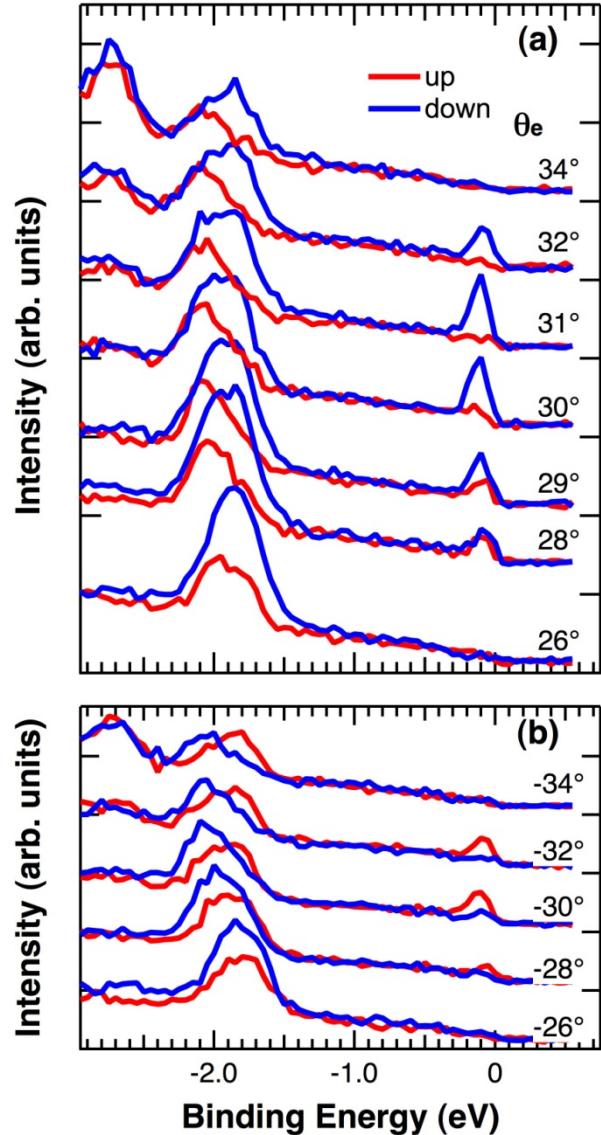 (a)
up
down
θe
34°
32°
31°
30°
29°
28°
26°
Intensity (arb. units)
(b)
-34°
-32°
-30°
-28°
-26°
Intensity (arb. units)
-2.0 -1.0 0
Binding Energy (eV)